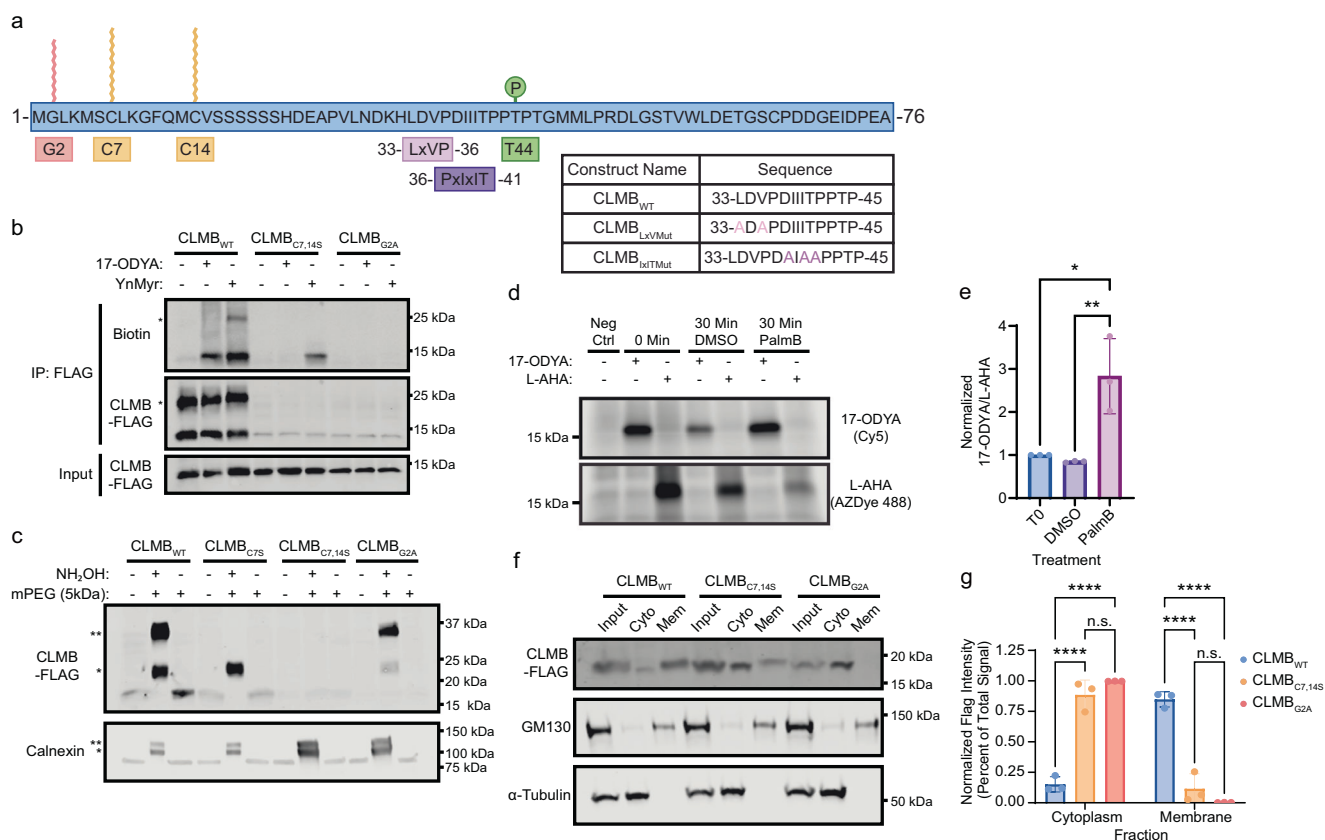 a
P
1- MGLKMSCLKGFQMCVSSSSSSHDEAPVLNDKHLDVPDIIITPPTPTGMMLPRDLGSTVWLDETGSCPDDGEIDPEA -76
G2 C7 C14 33- LxVP -36 T44
36- PxIxIT -41
Construct Name Sequence
CLMBWT 33-LDVPDIIITPPTP-45
CLMBLxVMut 33-ADAPDIIITPPTP-45
CLMBIxITMut 33-LDVPDAIAAPPTP-45
b
CLMBWT CLMBC7,14S CLMBG2A
17-ODYA: - + - - + - - + -
YnMyr: - - + - - + - - +
IP: FLAG
Biotin
*
25 kDa
15 kDa
CLMB
-FLAG
*
25 kDa
15 kDa
Input
CLMB
-FLAG
15 kDa
c
CLMBWT CLMBC7S CLMBC7,14S CLMBG2A
NH2OH: - + - - + - - + - - + -
mPEG (5kDa) - + + - + + - + + - + +
CLMB
-FLAG
**
*
37 kDa
25 kDa
20 kDa
15 kDa
Calnexin
**
*
150 kDa
100 kDa
75 kDa
d
Neg
Ctrl
0 Min
30 Min
DMSO
30 Min
PalmB
17-ODYA: - + - + - + -
L-AHA: - - + - + - +
15 kDa
17-ODYA
(Cy5)
15 kDa
L-AHA
(AZDye 488)
e
*
**
Normalized
17-ODYA/L-AHA
4
3
2
1
0
T0
DMSO
PalmB
Treatment
f
CLMBWT CLMBC7,14S CLMBG2A
Input Cyto Mem Input Cyto Mem Input Cyto Mem
CLMB
-FLAG
20 kDa
15 kDa
GM130
150 kDa
α-Tubulin
50 kDa
g
**** ****
n.s. ****
**** n.s.
Normalized Flag Intensity
(Percent of Total Signal)
1.25
1.00
0.75
0.50
0.25
0.00
Cytoplasm Membrane
Fraction
CLMBWT
CLMBC7,14S
CLMBG2A